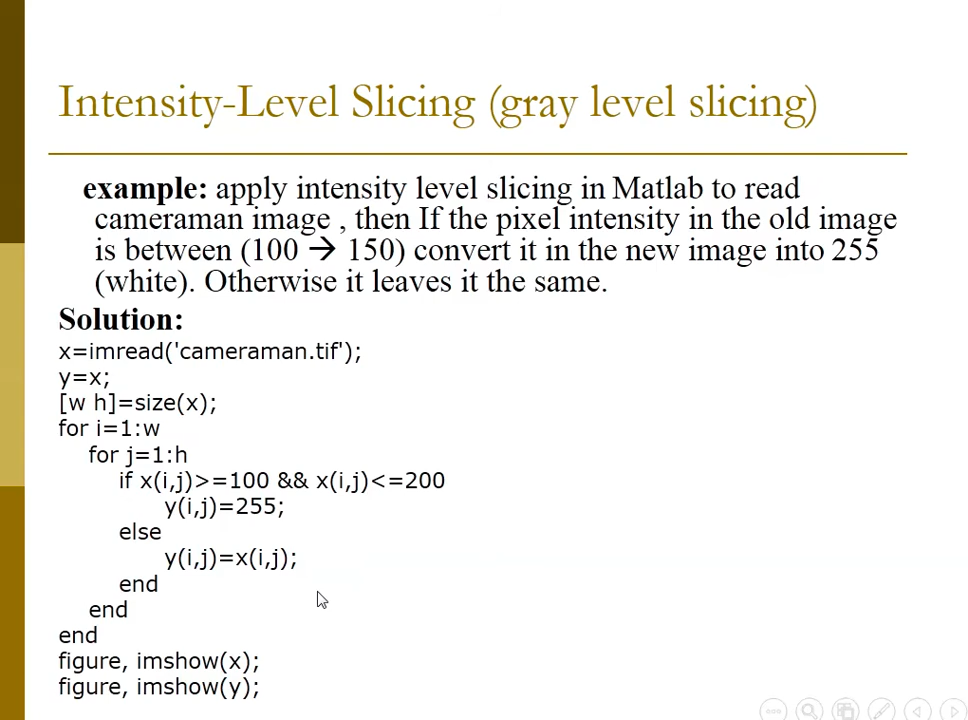 Intensity-Level Slicing (gray level slicing)
example: apply intensity level slicing in Matlab to read
cameraman image , then If the pixel intensity in the old image
is between (100 → 150) convert it in the new image into 255
(white). Otherwise it leaves it the same.
Solution:
x=imread('cameraman.tif');
y=x;
[w h]=size(x);
for i=1:w
for j=1:h
if x(i,j)>=100 && x(i,j)<=200
y(i,j)=255;
else
y(i,j)=x(i,j);
end
end
end
figure, imshow(x);
figure, imshow(y);